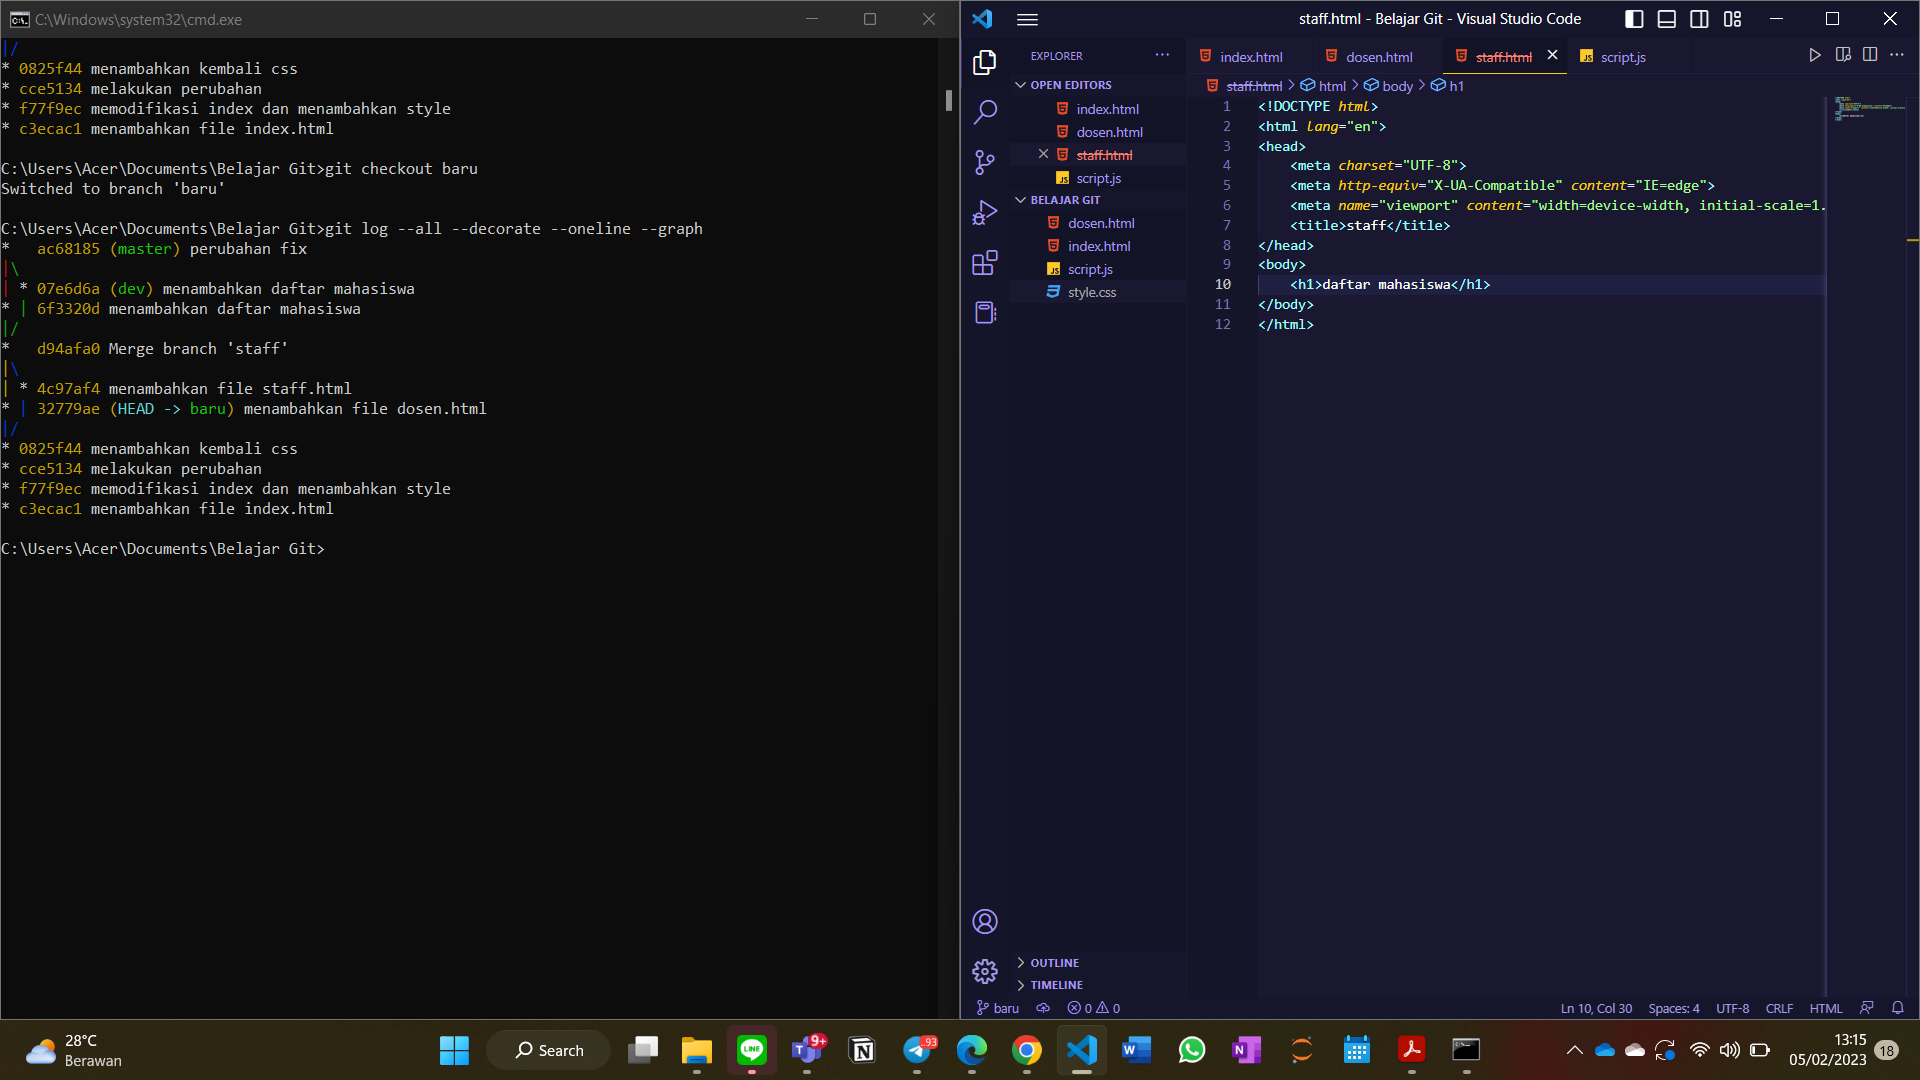 C:\Windows\system32\cmd.exe
|/
* 0825f44 menambahkan kembali css
* cce5134 melakukan perubahan
* f77f9ec memodifikasi index dan menambahkan style
* c3ecac1 menambahkan file index.html
C:\Users\Acer\Documents\Belajar Git>git checkout baru
Switched to branch 'baru'
C:\Users\Acer\Documents\Belajar Git>git log --all --decorate --oneline --graph
*   ac68185 (master) perubahan fix
|\
| * 07e6d6a (dev) menambahkan daftar mahasiswa
* | 6f3320d menambahkan daftar mahasiswa
|/
*   d94afa0 Merge branch 'staff'
|\
| * 4c97af4 menambahkan file staff.html
* | 32779ae (HEAD -> baru) menambahkan file dosen.html
|/
* 0825f44 menambahkan kembali css
* cce5134 melakukan perubahan
* f77f9ec memodifikasi index dan menambahkan style
* c3ecac1 menambahkan file index.html
C:\Users\Acer\Documents\Belajar Git>
staff.html - Belajar Git - Visual Studio Code
EXPLORER
OPEN EDITORS
index.html
dosen.html
staff.html
script.js
BELAJAR GIT
dosen.html
index.html
script.js
style.css
OUTLINE
TIMELINE
index.html dosen.html staff.html script.js
staff.html > html > body > h1
1 <!DOCTYPE html>
2 <html lang="en">
3 <head>
4     <meta charset="UTF-8">
5     <meta http-equiv="X-UA-Compatible" content="IE=edge">
6     <meta name="viewport" content="width=device-width, initial-scale=1.
7     <title>staff</title>
8 </head>
9 <body>
10     <h1>daftar mahasiswa</h1>
11 </body>
12 </html>
baru 0 0 Ln 10, Col 30 Spaces: 4 UTF-8 CRLF HTML
28°C
Berawan
Search
LINE
9+
93
13:15
05/02/2023
18